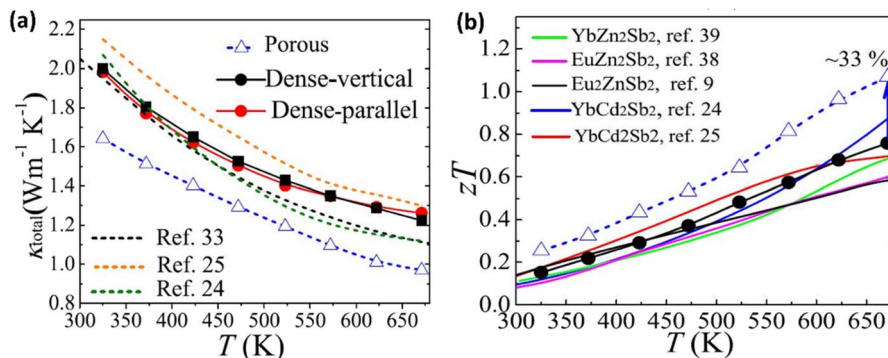 (a)
2.2
2.0
1.8
1.6
1.4
1.2
1.0
0.8
κtotal(Wm⁻¹ K⁻¹)
Porous
Dense-vertical
Dense-parallel
Ref. 33
Ref. 25
Ref. 24
300 350 400 450 500 550 600 650
T (K)
(b)
1.2
1.0
0.8
0.6
0.4
0.2
0.0
zT
YbZn2Sb2, ref. 39
EuZn2Sb2, ref. 38
Eu2ZnSb2, ref. 9
YbCd2Sb2, ref. 24
YbCd2Sb2, ref. 25
~33 %
300 350 400 450 500 550 600 650
T (K)